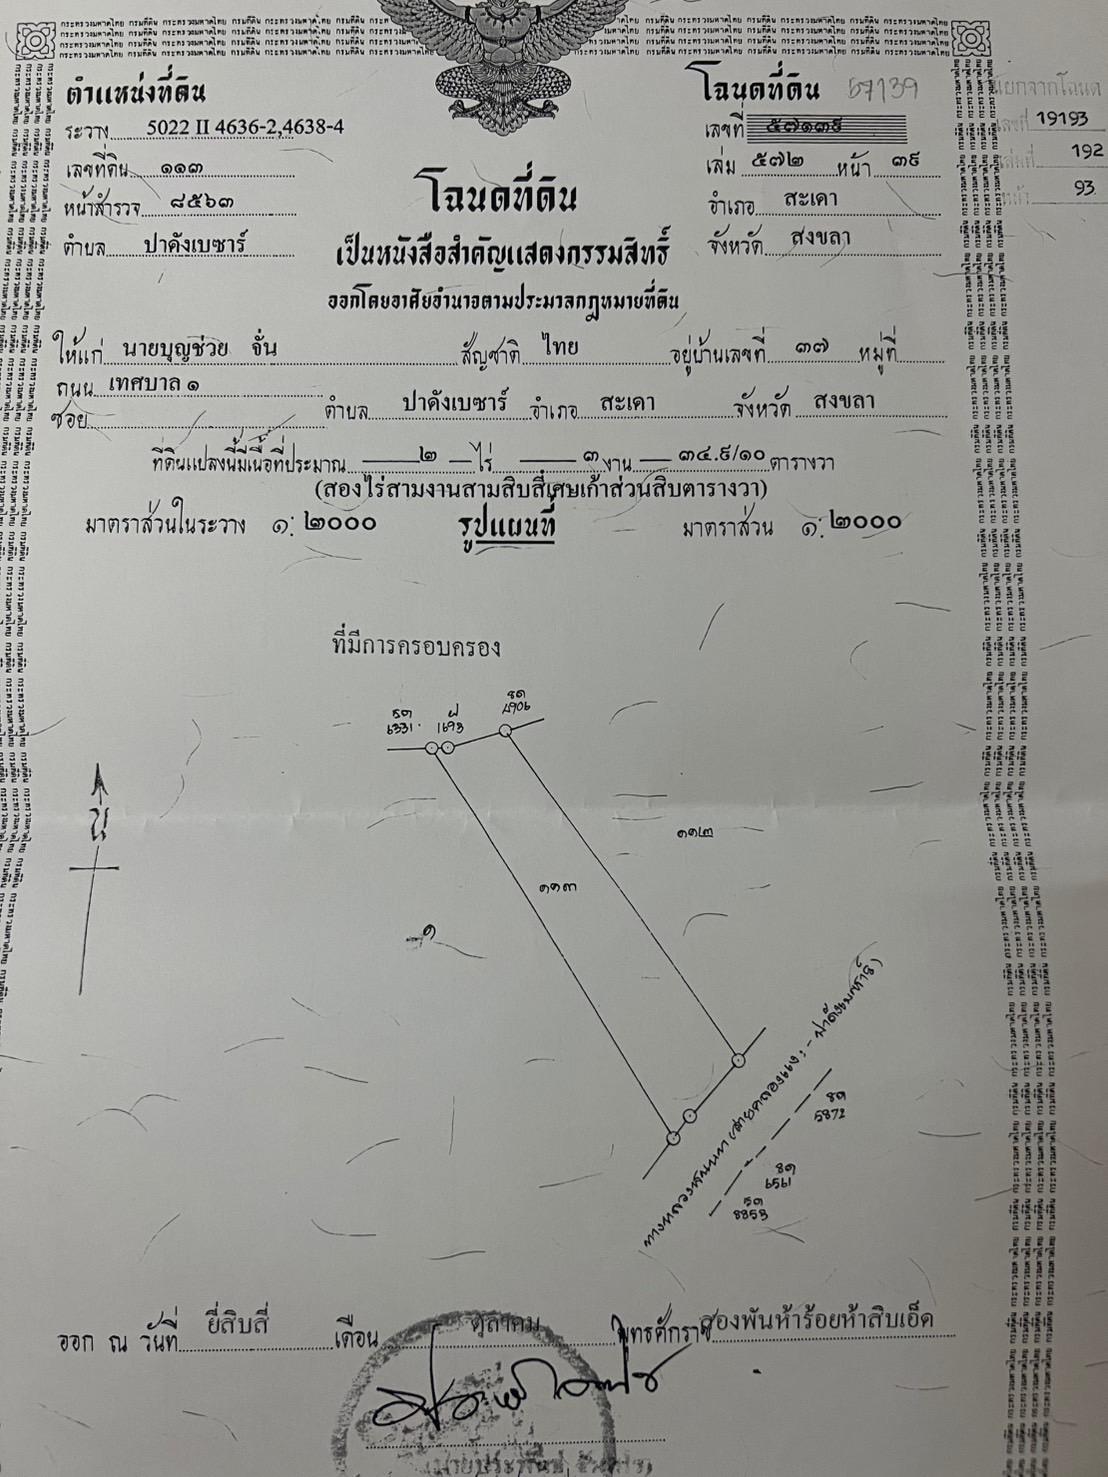 ตำแหน่งที่ดิน
ระวาง 5022 II 4636-2,4638-4
เลขที่ดิน ๑๑๓
หน้าสำรวจ ๘๕๖๓
ตำบล ปาดังเบซาร์
โฉนดที่ดิน 57139
เลขที่ ๕๗๑๓๙
เล่ม ๕๗๒ หน้า ๓๙
อำเภอ สะเดา
จังหวัด สงขลา
แยกจากโฉนด
เลขที่ 19193
เล่มที่ 192
หน้า 93
โฉนดที่ดิน
เป็นหนังสือสำคัญแสดงกรรมสิทธิ์
ออกโดยอาศัยอำนาจตามประมวลกฎหมายที่ดิน
ให้แก่ นายบุญช่วย จั่น สัญชาติ ไทย อยู่บ้านเลขที่ ๓๗ หมู่ที่
ถนน เทศบาล ๑
ซอย ตำบล ปาดังเบซาร์ อำเภอ สะเดา จังหวัด สงขลา
ที่ดินแปลงนี้มีเนื้อที่ประมาณ ๒ ไร่ ๓ งาน ๓๔.๙/๑๐ ตารางวา
(สองไร่สามงานสามสิบสี่เศษเก้าส่วนสิบตารางวา)
มาตราส่วนในระวาง ๑:๒๐๐๐ รูปแผนที่ มาตราส่วน ๑:๒๐๐๐
ที่มีการครอบครอง
6331
1693
4906
น
๑๑๒
๑๑๓
๑
5872
6561
8353
ออก ณ วันที่ ยี่สิบสี่ เดือน ตุลาคม พุทธศักราช สองพันห้าร้อยห้าสิบเอ็ด